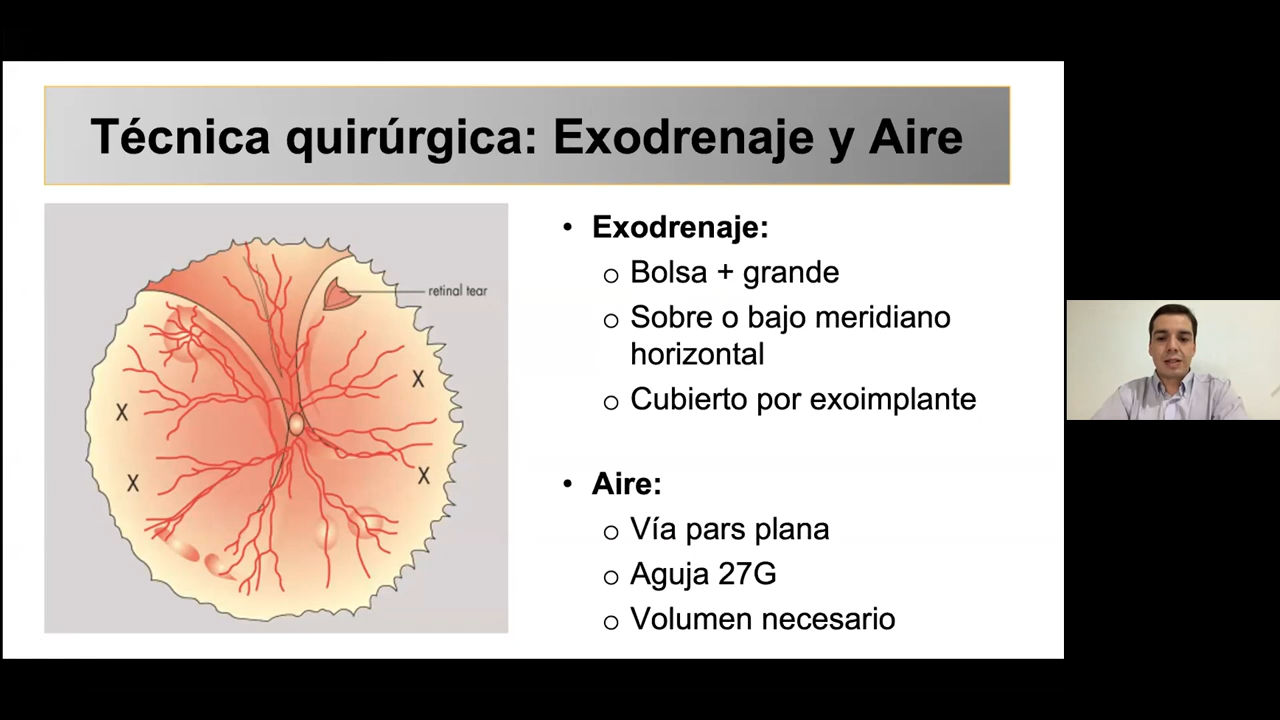 Técnica quirúrgica: Exodrenaje y Aire
retinal tear
X
X
X
X
• Exodrenaje:
o Bolsa + grande
o Sobre o bajo meridiano
horizontal
o Cubierto por exoimplante
• Aire:
o Vía pars plana
o Aguja 27G
o Volumen necesario